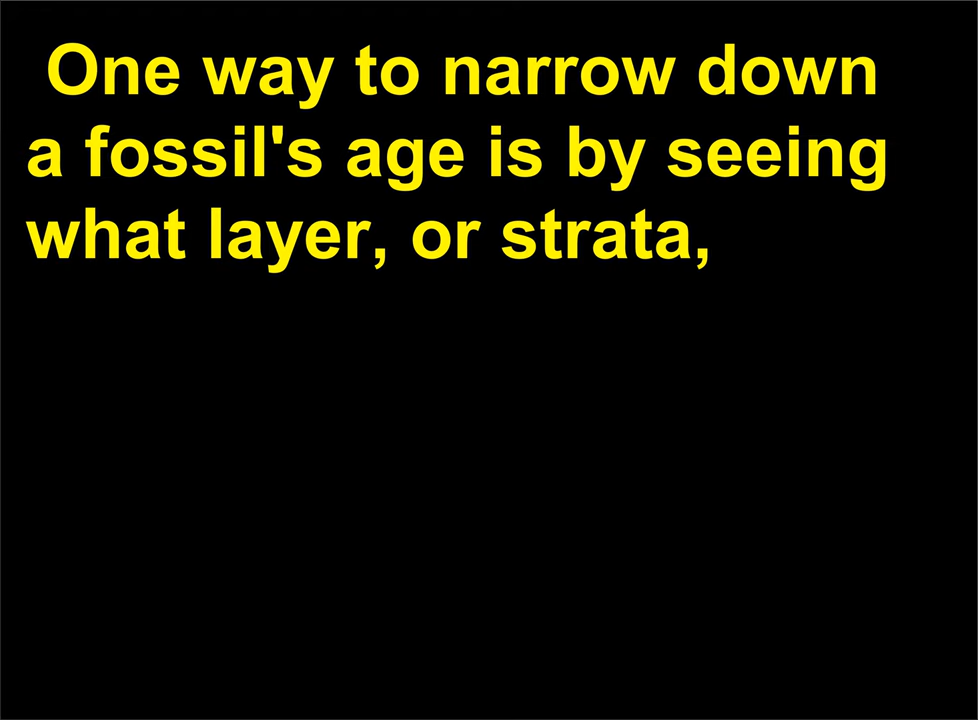 One way to narrow down
a fossil's age is by seeing
what layer, or strata,